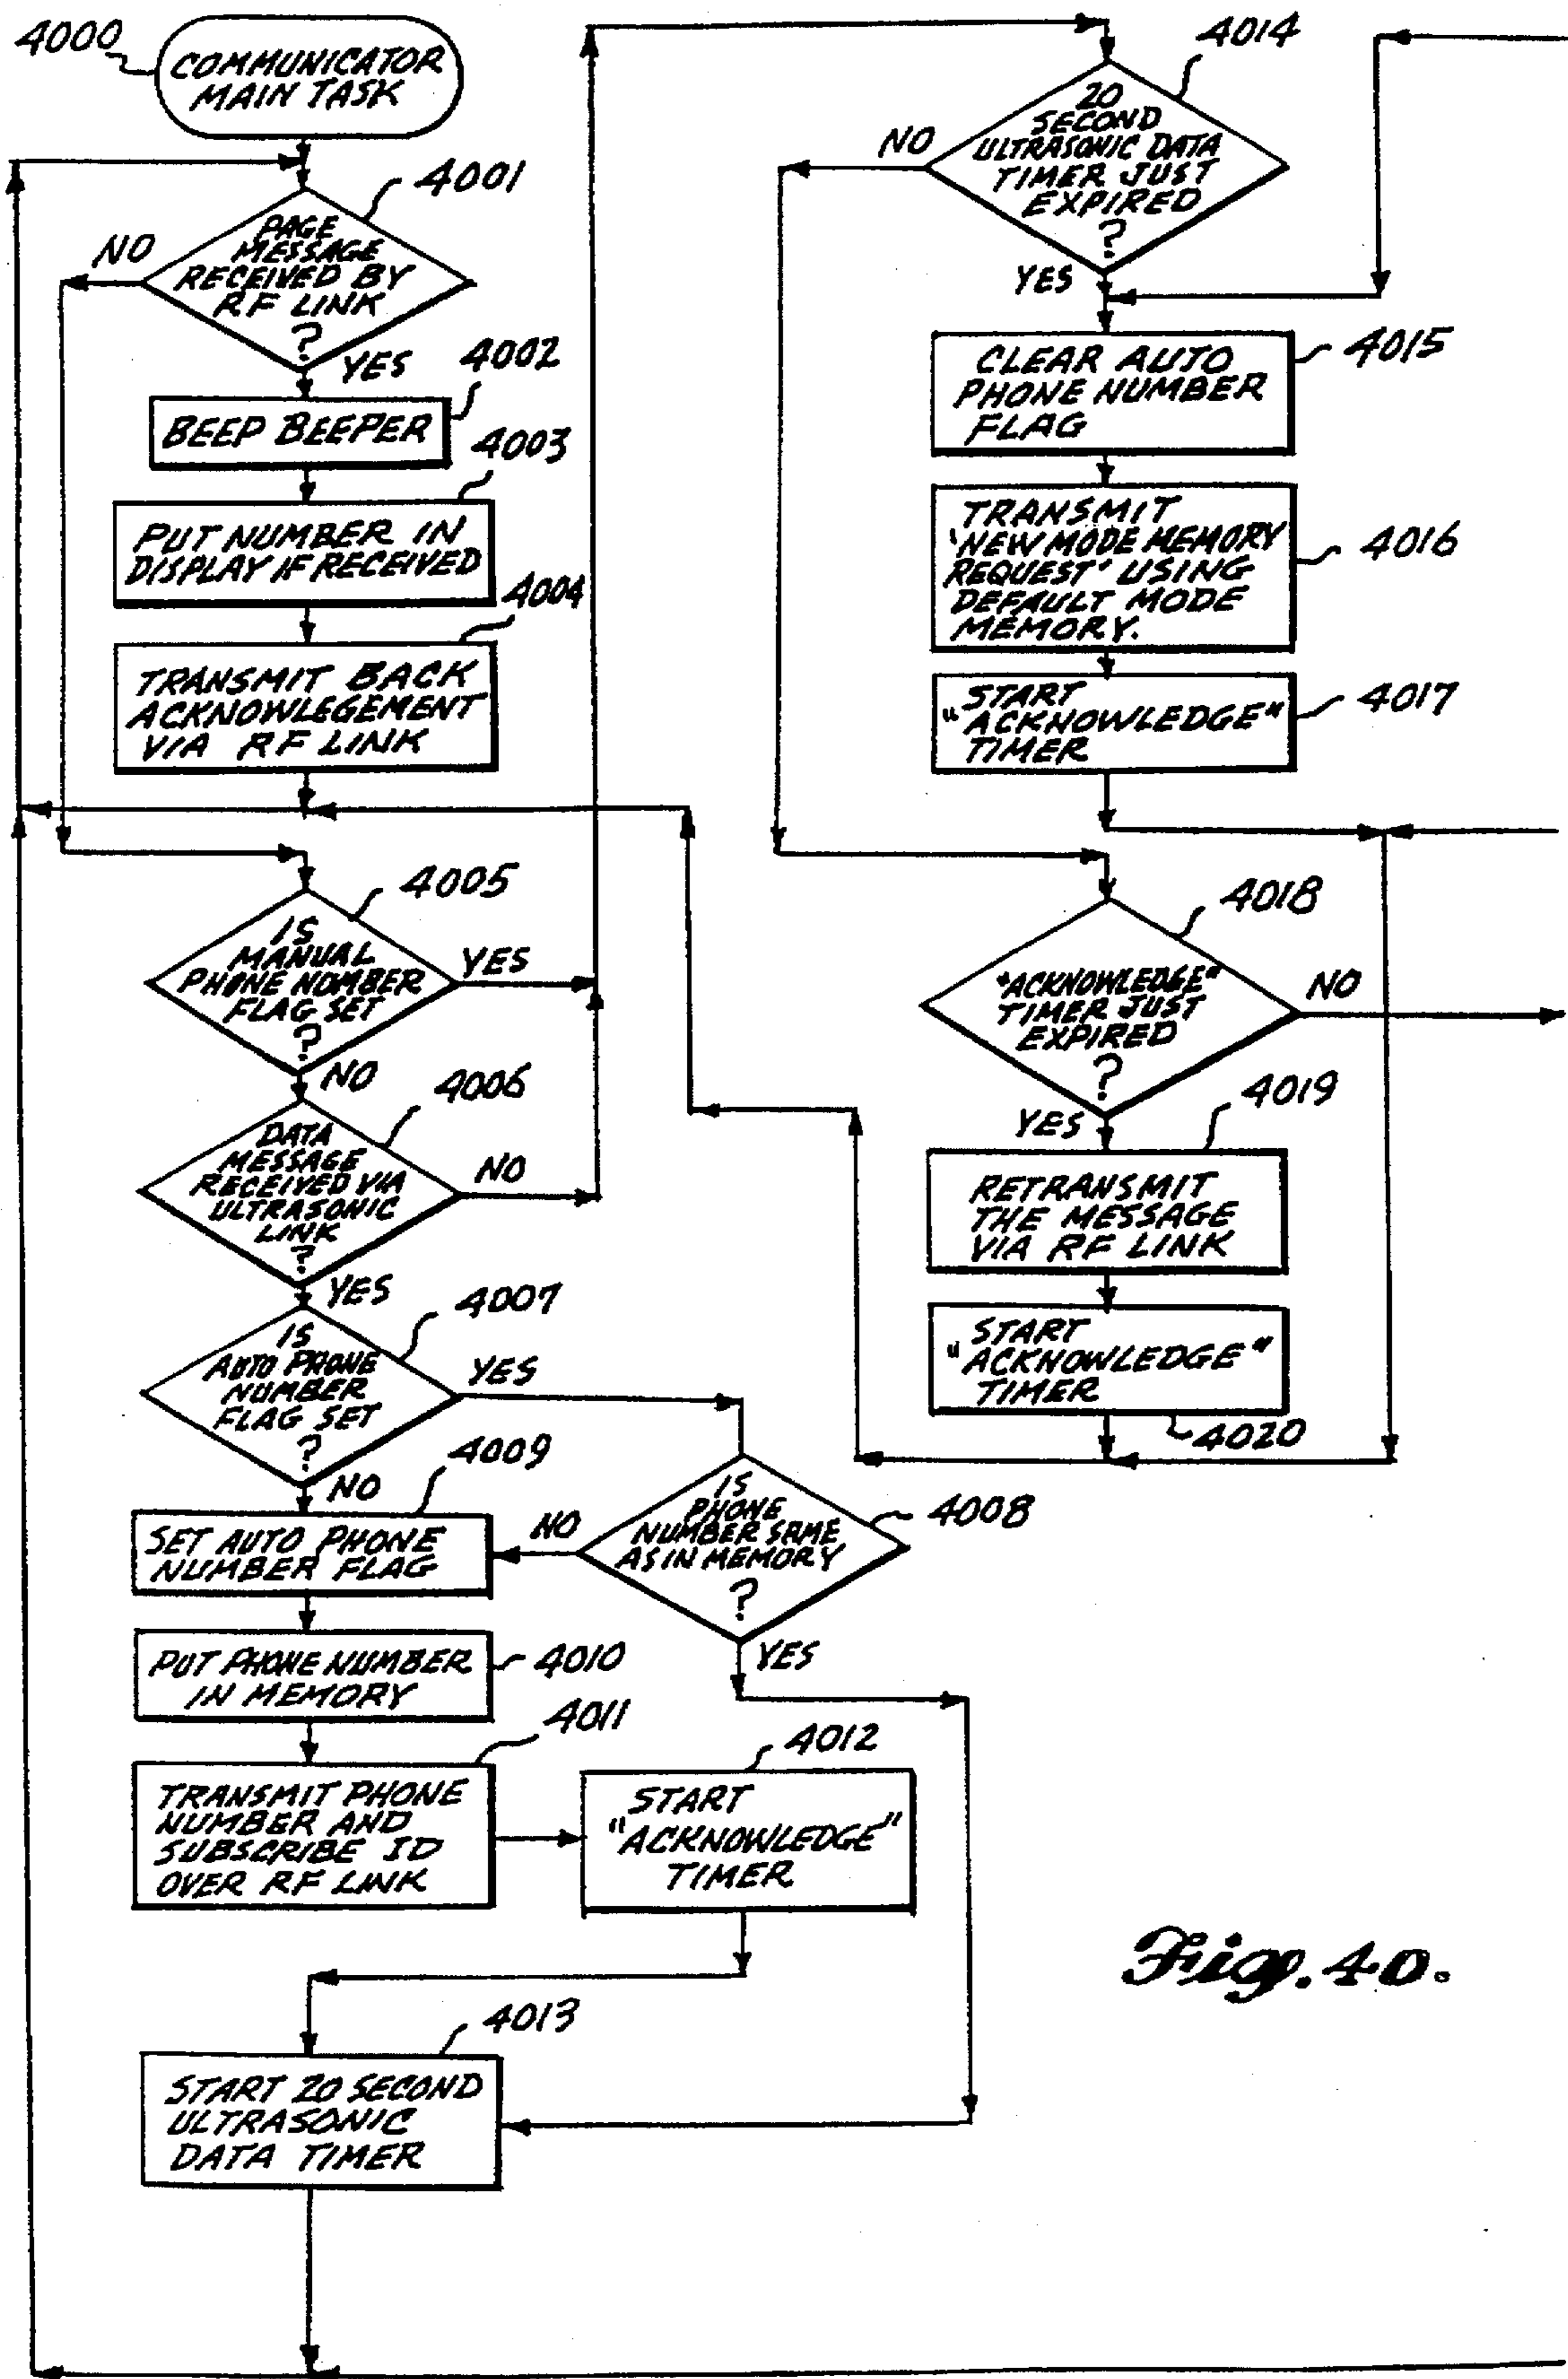 4000
COMMUNICATOR
MAIN TASK
4001
PAGE
MESSAGE
RECEIVED BY
RF LINK
?
NO
YES
4002
BEEP BEEPER
4003
PUT NUMBER IN
DISPLAY IF RECEIVED
4004
TRANSMIT BACK
ACKNOWLEGEMENT
VIA RF LINK
4005
IS
MANUAL
PHONE NUMBER
FLAG SET
?
YES
NO
4006
DATA
MESSAGE
RECEIVED VIA
ULTRASONIC
LINK
?
NO
YES
4007
IS
AUTO PHONE
NUMBER
FLAG SET
?
YES
NO
4008
IS
PHONE
NUMBER SAME
AS IN MEMORY
?
NO
YES
4009
SET AUTO PHONE
NUMBER FLAG
4010
PUT PHONE NUMBER
IN MEMORY
4011
TRANSMIT PHONE
NUMBER AND
SUBSCRIBE ID
OVER RF LINK
4012
START
"ACKNOWLEDGE"
TIMER
4013
START 20 SECOND
ULTRASONIC
DATA TIMER
4014
20
SECOND
ULTRASONIC DATA
TIMER JUST
EXPIRED
?
NO
YES
4015
CLEAR AUTO
PHONE NUMBER
FLAG
4016
TRANSMIT
'NEW MODE MEMORY
REQUEST' USING
DEFAULT MODE
MEMORY.
4017
START
"ACKNOWLEDGE"
TIMER
4018
"ACKNOWLEDGE"
TIMER JUST
EXPIRED
?
NO
YES
4019
RETRANSMIT
THE MESSAGE
VIA RF LINK
START
"ACKNOWLEDGE"
TIMER
4020
Fig. 40.